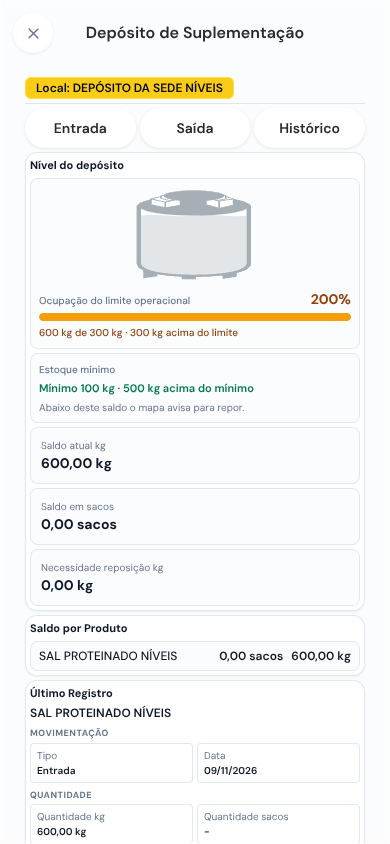 Depósito de Suplementação
Local: DEPÓSITO DA SEDE NÍVEIS
Entrada
Saída
Histórico
Nível do depósito
Ocupação do limite operacional
200%
600 kg de 300 kg · 300 kg acima do limite
Estoque mínimo
Mínimo 100 kg · 500 kg acima do mínimo
Abaixo deste saldo o mapa avisa para repor.
Saldo atual kg
600,00 kg
Saldo em sacos
0,00 sacos
Necessidade reposição kg
0,00 kg
Saldo por Produto
SAL PROTEINADO NÍVEIS 0,00 sacos 600,00 kg
Último Registro
SAL PROTEINADO NÍVEIS
MOVIMENTAÇÃO
Tipo
Entrada
Data
09/11/2026
QUANTIDADE
Quantidade kg
600,00 kg
Quantidade sacos
-